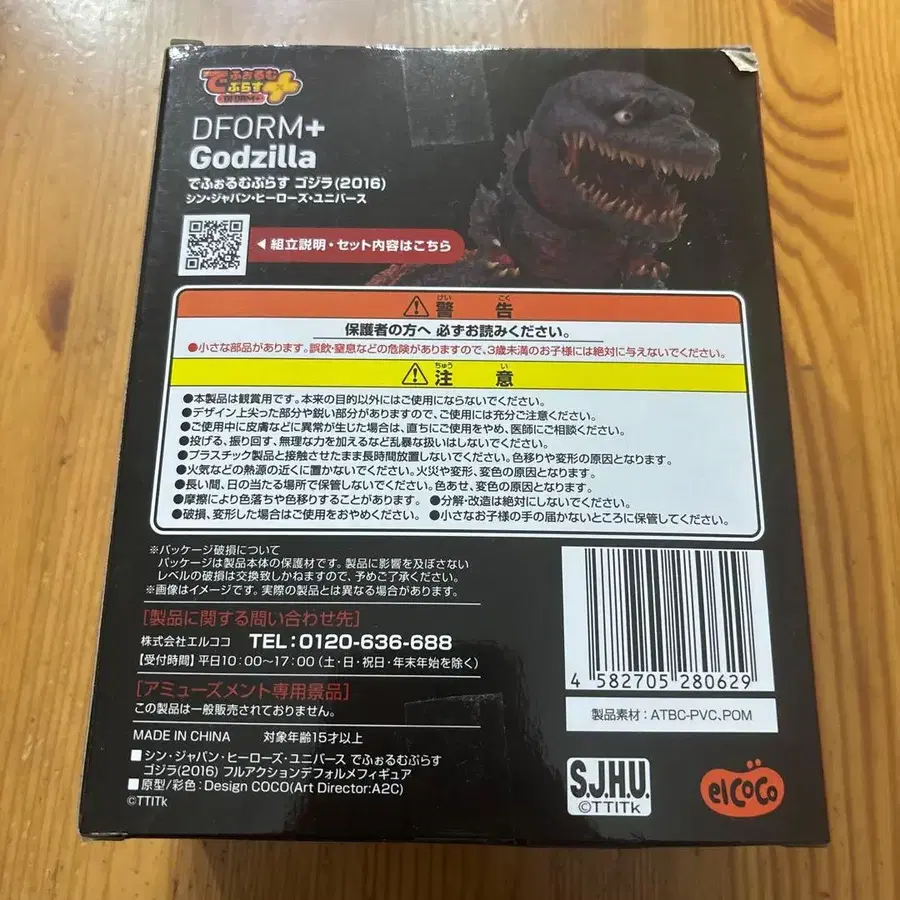 でふぉるむ
ぷらす+
DFORM+
DFORM+
Godzilla
でふぉるむぷらす ゴジラ(2016)
シン・ジャパン・ヒーローズ・ユニバース
◀組立説明・セット内容はこちら
⚠警告
けい こく
保護者の方へ 必ずお読みください。
●小さな部品があります。誤飲・窒息などの危険がありますので、3歳未満のお子様には絶対に与えないでください。
⚠注意
ちゅう い
●本製品は観賞用です。本来の目的以外にはご使用にならないでください。
●デザイン上尖った部分や鋭い部分がありますので、ご使用には充分ご注意ください。
●ご使用中に皮膚などに異常が生じた場合は、直ちにご使用をやめ、医師にご相談ください。
●投げる、振り回す、無理な力を加えるなど乱暴な扱いはしないでください。
●プラスチック製品と接触させたまま長時間放置しないでください。色移りや変形の原因となります。
●火気などの熱源の近くに置かないでください。火災や変形、変色の原因となります。
●長い間、日の当たる場所で保管しないでください。色あせ、変色の原因となります。
●摩擦により色落ちや色移りすることがあります。 ●分解・改造は絶対にしないでください。
●破損、変形した場合はご使用をおやめください。 ●小さなお子様の手の届かないところに保管してください。
※パッケージ破損について
パッケージは製品本体の保護材です。製品に影響を及ぼさない
レベルの破損は交換致しかねますので、予めご了承ください。
※画像はイメージです。実際の製品とは異なる場合があります。
[製品に関する問い合わせ先]
株式会社エルココ TEL:0120-636-688
【受付時間】平日10:00～17:00(土・日・祝日・年末年始を除く)
[アミューズメント専用景品]
この製品は一般販売されておりません。
MADE IN CHINA 対象年齢15才以上
■シン・ジャパン・ヒーローズ・ユニバース でふぉるむぷらす
ゴジラ(2016) フルアクションデフォルメフィギュア
■原型/彩色:Design COCO(Art Director:A2C)
©TTITk
4 582705 280629
製品素材:ATBC-PVC、POM
S.J.H.U.
©TTITk
elcoco